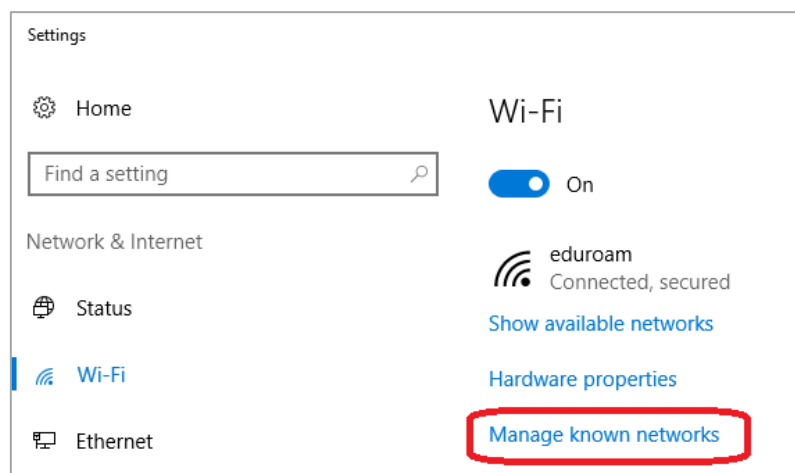 Settings
Home
Find a setting
Network & Internet
Status
Wi-Fi
Ethernet
Wi-Fi
On
eduroam
Connected, secured
Show available networks
Hardware properties
Manage known networks